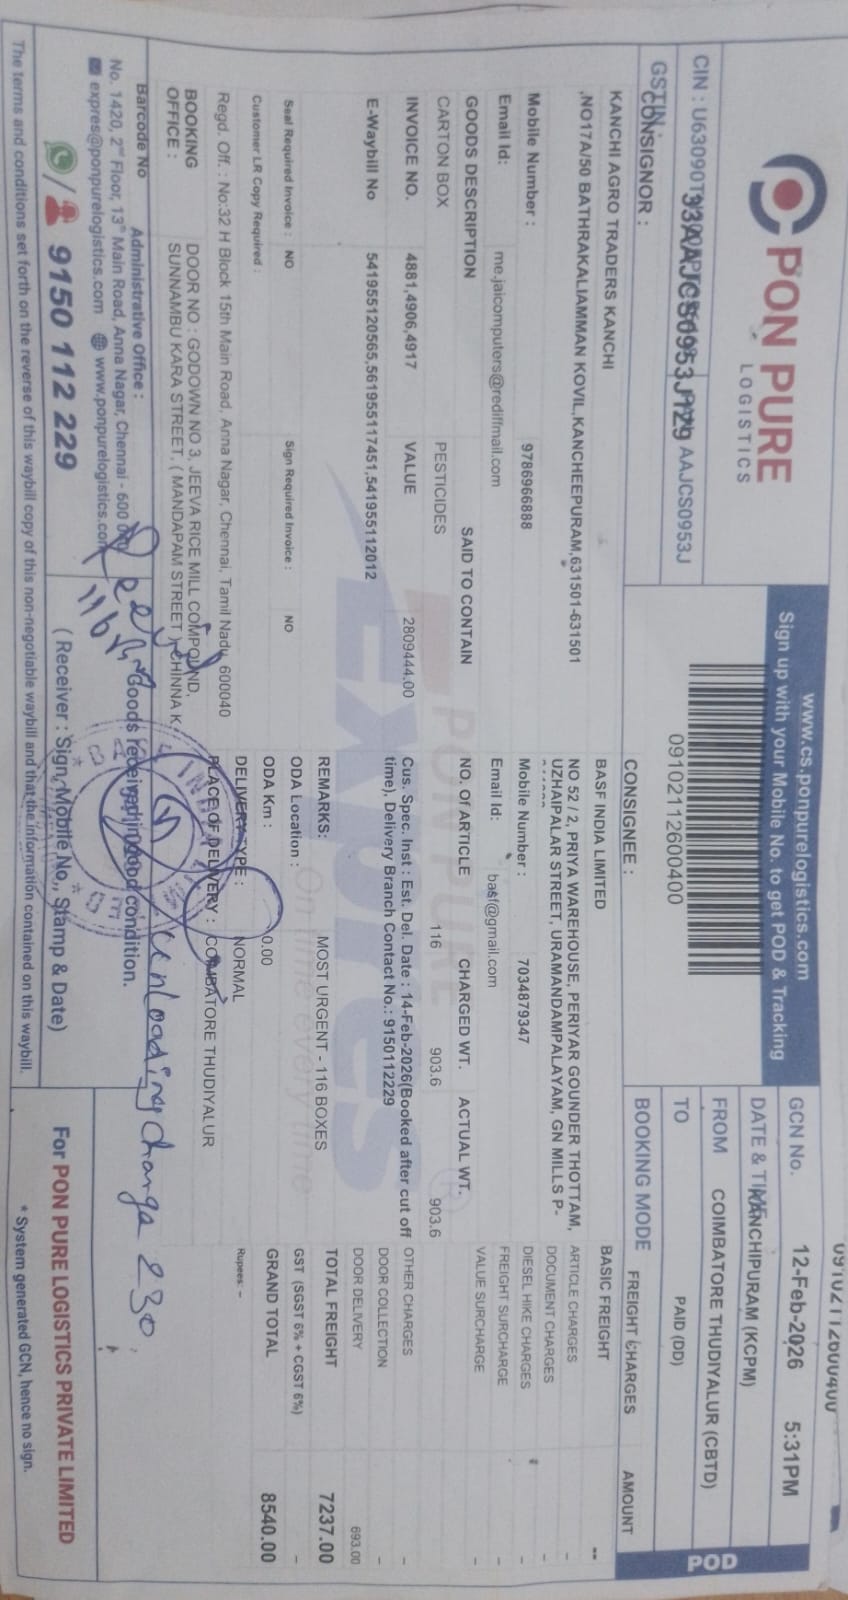 PON PURE
LOGISTICS
www.cs.ponpurelogistics.com
Sign up with your Mobile No. to get POD & Tracking
09102112600400
GCN No. 12-Feb-2026 5:31PM
DATE & TIME
KANCHIPURAM (KCPM)
FROM COIMBATORE THUDIYALUR (CBTD)
TO
BOOKING MODE PAID (DD)
POD
CIN : AAJCS0953J
GSTIN : 33AAJCS0953J1Z9
CONSIGNOR :
KANCHI AGRO TRADERS KANCHI
,NO17A/50 BATHRAKALIAMMAN KOVIL,KANCHEEPURAM,631501-631501
Mobile Number : 9786966888
Email Id: me.jaicomputers@rediffmail.com
CONSIGNEE :
BASF INDIA LIMITED
NO 52 / 2, PRIYA WAREHOUSE, PERIYAR GOUNDER THOTTAM,
UZHAIPALAR STREET, URAMANDAMPALAYAM, GN MILLS P-
Mobile Number : 7034879347
Email Id: basf@gmail.com
GOODS DESCRIPTION SAID TO CONTAIN NO. Of ARTICLE CHARGED WT. ACTUAL WT.
CARTON BOX PESTICIDES 116 903.6 903.6
INVOICE NO. 4881,4906,4917 VALUE 2809444.00
E-Waybill No 541955120565,561955117451,541955112012
Cus. Spec. Inst : Est. Del. Date : 14-Feb-2026(Booked after cut off
time), Delivery Branch Contact No.: 9150112229
REMARKS: MOST URGENT - 116 BOXES
Seal Required Invoice : NO Sign Required Invoice : NO
ODA Location :
Customer LR Copy Required :
ODA Km : 0.00
DELIVERY TYPE : NORMAL
PLACE OF DELIVERY : COIMBATORE THUDIYALUR
Regd. Off. : No:32 H Block 15th Main Road, Anna Nagar, Chennai, Tamil Nadu, 600040
BOOKING OFFICE :
DOOR NO : GODOWN NO 3, JEEVA RICE MILL COMPOUND,
SUNNAMBU KARA STREET, ( MANDAPAM STREET ), CHINNA K
FREIGHT CHARGES AMOUNT
BASIC FREIGHT --
ARTICLE CHARGES -
DOCUMENT CHARGES -
DIESEL HIKE CHARGES -
FREIGHT SURCHARGE -
VALUE SURCHARGE -
OTHER CHARGES -
DOOR COLLECTION -
DOOR DELIVERY 693.00
TOTAL FREIGHT 7237.00
GST (SGST 6% + CGST 6%) -
GRAND TOTAL 8540.00
Rupees: --
PON PURE
Expres
On time every time
Barcode No Administrative Office :
No. 1420, 2nd Floor, 13th Main Road, Anna Nagar, Chennai - 600
expres@ponpurelogistics.com www.ponpurelogistics.com
9150 112 229
Goods received in good condition.
unloading charge 230
( Receiver : Sign, Mobile No., Stamp & Date)
For PON PURE LOGISTICS PRIVATE LIMITED
* System generated GCN, hence no sign.
The terms and conditions set forth on the reverse of this waybill copy of this non-negotiable waybill and that the information contained on this waybill.